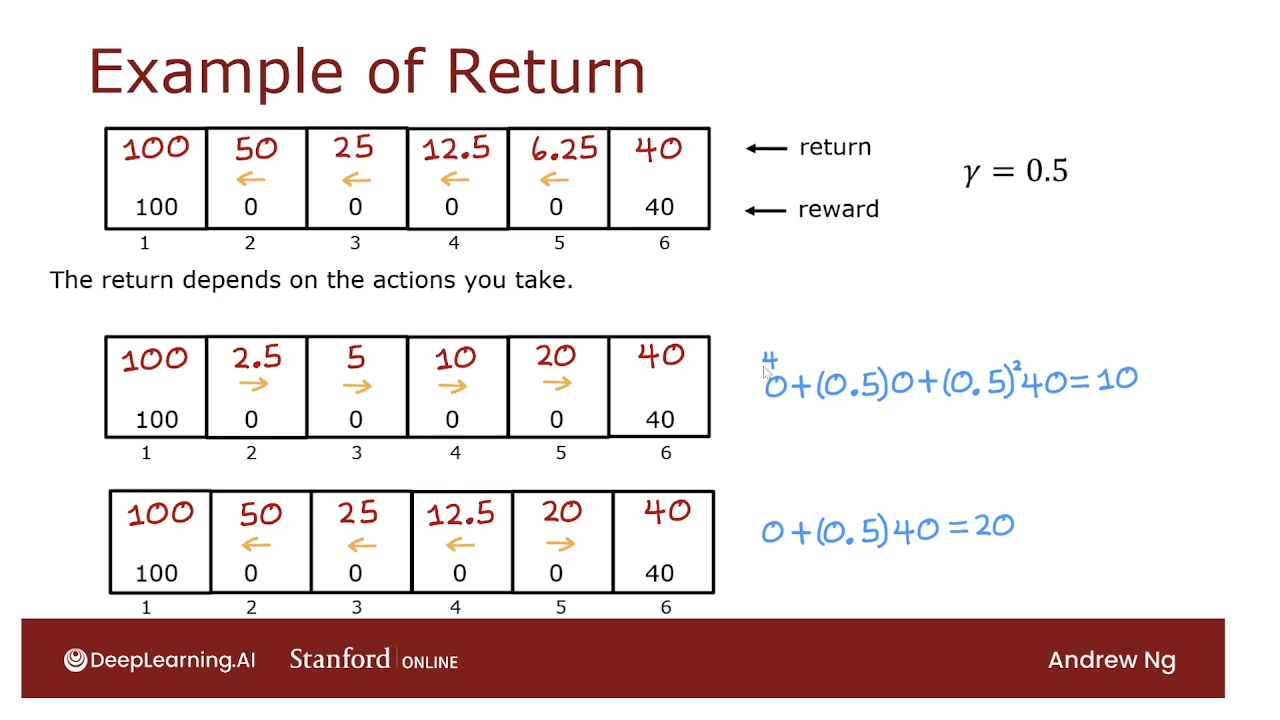 Example of Return
100 50 25 12.5 6.25 40 ← return
← ← ← ←
γ = 0.5
100 0 0 0 0 40 ← reward
1 2 3 4 5 6
The return depends on the actions you take.
100 2.5 5 10 20 40
→ → → →
4
0+(0.5)0+(0.5)²40=10
100 0 0 0 0 40
1 2 3 4 5 6
100 50 25 12.5 20 40
← ← ← →
0+(0.5)40=20
100 0 0 0 0 40
1 2 3 4 5 6
DeepLearning.AI Stanford | ONLINE Andrew Ng